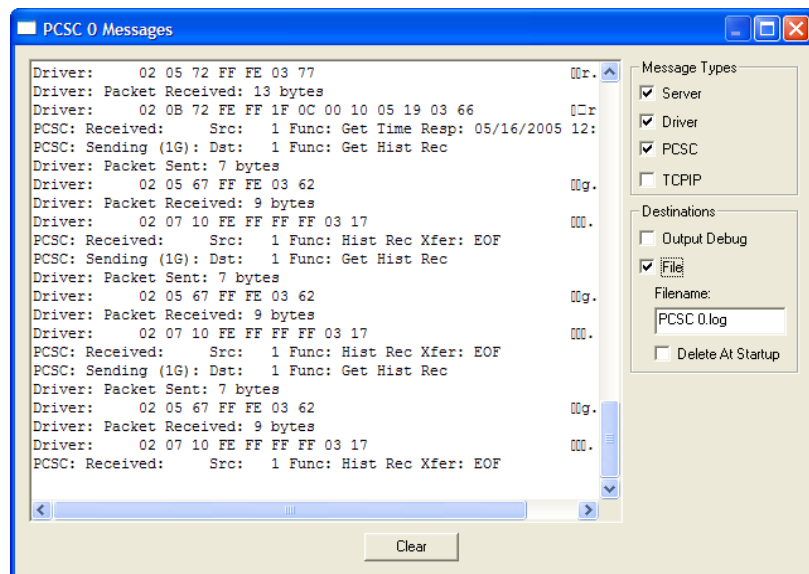 PCSC 0 Messages
Driver: 02 05 72 FF FE 03 77 r.
Driver: Packet Received: 13 bytes
Driver: 02 0B 72 FE FF 1F 0C 00 10 05 19 03 66 r
PCSC: Received: Src: 1 Func: Get Time Resp: 05/16/2005 12:
PCSC: Sending (1G): Dst: 1 Func: Get Hist Rec
Driver: Packet Sent: 7 bytes
Driver: 02 05 67 FF FE 03 62 g.
Driver: Packet Received: 9 bytes
Driver: 02 07 10 FE FF FF FF 03 17 .
PCSC: Received: Src: 1 Func: Hist Rec Xfer: EOF
PCSC: Sending (1G): Dst: 1 Func: Get Hist Rec
Driver: Packet Sent: 7 bytes
Driver: 02 05 67 FF FE 03 62 g.
Driver: Packet Received: 9 bytes
Driver: 02 07 10 FE FF FF FF 03 17 .
PCSC: Received: Src: 1 Func: Hist Rec Xfer: EOF
PCSC: Sending (1G): Dst: 1 Func: Get Hist Rec
Driver: Packet Sent: 7 bytes
Driver: 02 05 67 FF FE 03 62 g.
Driver: Packet Received: 9 bytes
Driver: 02 07 10 FE FF FF FF 03 17 .
PCSC: Received: Src: 1 Func: Hist Rec Xfer: EOF
Message Types
Server
Driver
PCSC
TCPIP
Destinations
Output Debug
File
Filename:
PCSC 0.log
Delete At Startup
Clear